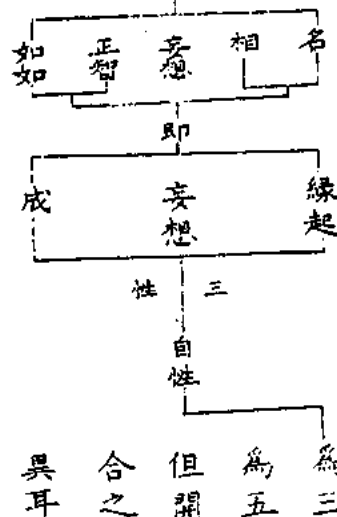 名
相
妄想
正智
如如
即
緣起
妄想
成
三性
自性
為三
為五
但開
合之
異耳